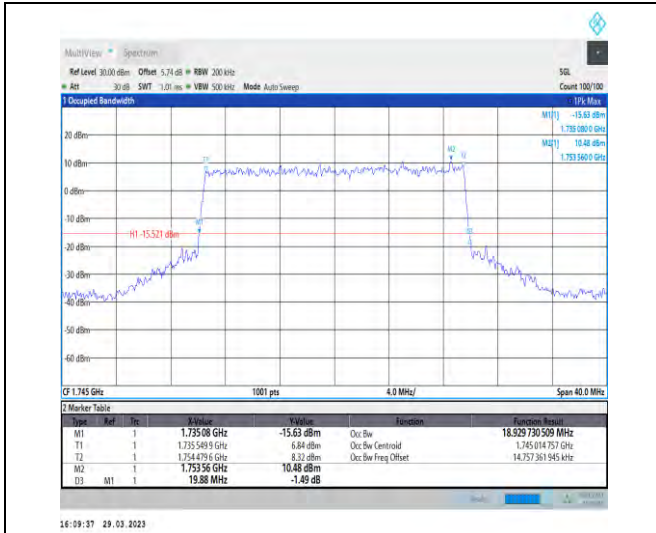 MultiView Spectrum
Ref Level 30.00 dBm Offset 5.74 dB RBW 200 kHz SGL
Att 30 dB SWT 1.01 ms VBW 500 kHz Mode Auto Sweep Count 100/100
1 Occupied Bandwidth 1Pk Max
M1[1] -15.63 dBm
1.735 080 0 GHz
M2[1] 10.48 dBm
1.753 560 0 GHz
20 dBm
M2
T1
T2
10 dBm
0 dBm
-10 dBm
M1
H1 -15.521 dBm
-20 dBm
-30 dBm
-40 dBm
-50 dBm
-60 dBm
CF 1.745 GHz 1001 pts 4.0 MHz/ Span 40.0 MHz
2 Marker Table
Type Ref Trc X-Value Y-Value Function Function Result
M1 1 1.735 08 GHz -15.63 dBm Occ Bw 18.929 730 509 MHz
T1 1 1.735 549 9 GHz 6.84 dBm Occ Bw Centroid 1.745 014 757 GHz
T2 1 1.754 479 6 GHz 8.32 dBm Occ Bw Freq Offset 14.757 361 945 kHz
M2 1 1.753 56 GHz 10.48 dBm
D3 M1 1 19.88 MHz -1.49 dB
16:09:37 29.03.2023